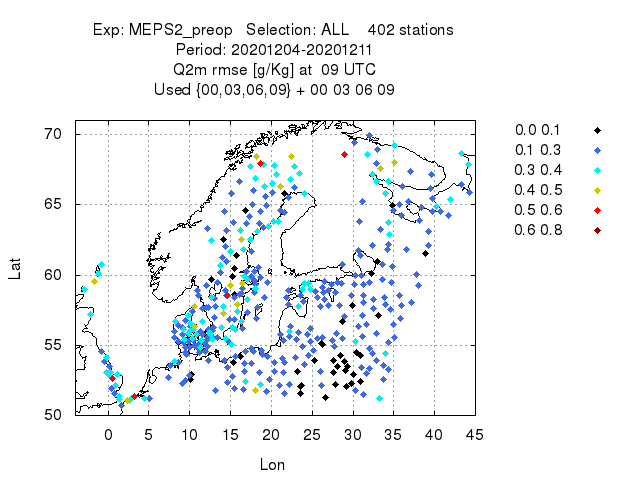 Exp: MEPS2_preop   Selection: ALL    402 stations
Period: 20201204-20201211
Q2m rmse [g/Kg] at  09 UTC
Used {00,03,06,09} + 00 03 06 09
70
65
60
55
50
Lat
0 5 10 15 20 25 30 35 40 45
Lon
0.0 0.1
0.1 0.3
0.3 0.4
0.4 0.5
0.5 0.6
0.6 0.8